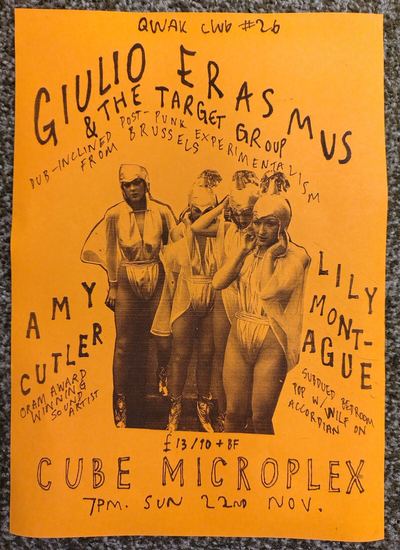 QWAK CLUB #26
GIULIO ERASMUS
& THE TARGET GROUP
DUB-INCLINED POST-PUNK EXPERIMENTALISM
FROM BRUSSELS
AMY
CUTLER
ORAM AWARD
WINNING
SOUND
ARTIST
LILY
MONT-
AGUE
SUBDUED BEDROOM
POP W/ WILF ON
ACCORDIAN
£13/10 + BF
CUBE MICROPLEX
7PM. SUN 22ND NOV.